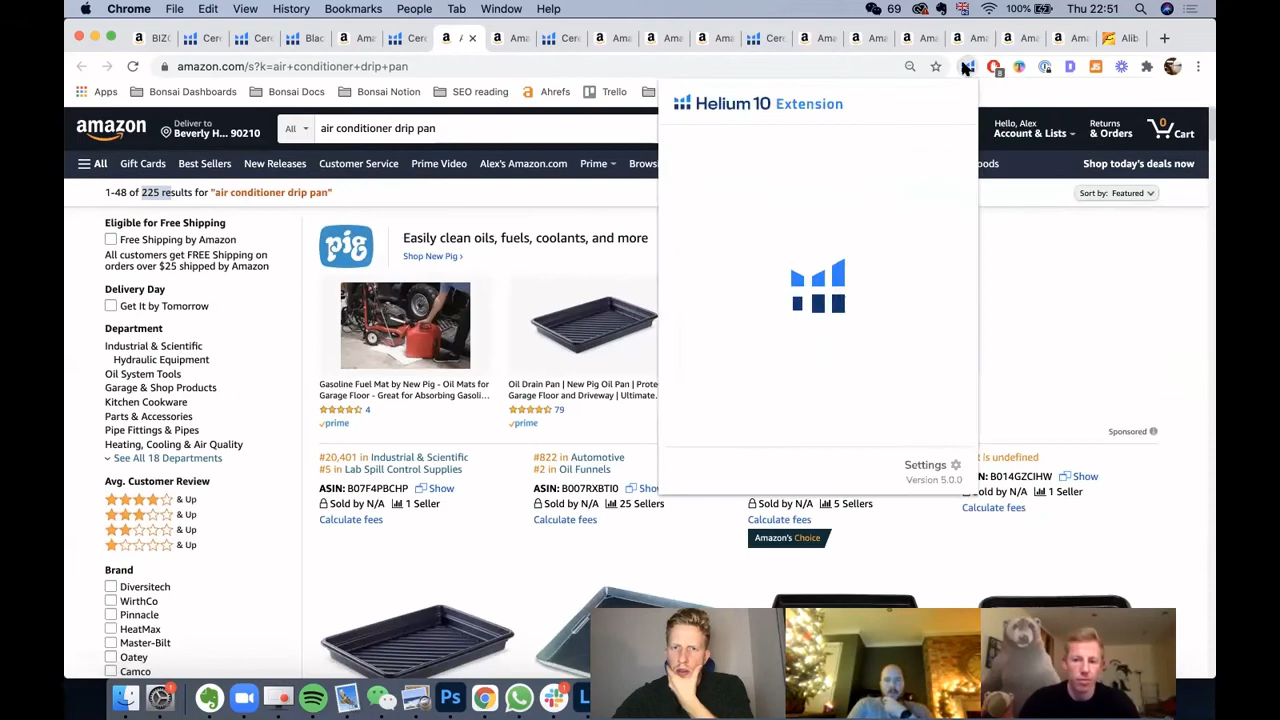 Chrome File Edit View History Bookmarks People Tab Window Help 69 100% Thu 22:51
BIZ Cere Cere Blac Ama Cere A Ama Cere Ama Ama Ama Cere Ama Ama Ama Ama Ama Ama Alib
amazon.com/s?k=air+conditioner+drip+pan
Apps Bonsai Dashboards Bonsai Docs Bonsai Notion SEO reading Ahrefs Trello
Helium 10 Extension
amazon
Deliver to
Beverly H... 90210
All air conditioner drip pan
Hello, Alex
Account & Lists
Returns
& Orders
0
Cart
All Gift Cards Best Sellers New Releases Customer Service Prime Video Alex's Amazon.com Prime Brows oods Shop today's deals now
1-48 of 225 results for "air conditioner drip pan"
Sort by: Featured
Eligible for Free Shipping
Free Shipping by Amazon
All customers get FREE Shipping on
orders over $25 shipped by Amazon
Delivery Day
Get It by Tomorrow
Department
Industrial & Scientific
Hydraulic Equipment
Oil System Tools
Garage & Shop Products
Kitchen Cookware
Parts & Accessories
Pipe Fittings & Pipes
Heating, Cooling & Air Quality
See All 18 Departments
Avg. Customer Review
& Up
& Up
& Up
& Up
Brand
Diversitech
WirthCo
Pinnacle
HeatMax
Master-Bilt
Oatey
Camco
pig
Easily clean oils, fuels, coolants, and more
Shop New Pig ›
Gasoline Fuel Mat by New Pig - Oil Mats for
Garage Floor - Great for Absorbing Gasoli...
4
prime
Oil Drain Pan | New Pig Oil Pan | Prote
Garage Floor and Driveway | Ultimate
79
prime
Sponsored
#20,401 in Industrial & Scientific
#5 in Lab Spill Control Supplies
ASIN: B07F4PBCHP Show
Sold by N/A 1 Seller
Calculate fees
#822 in Automotive
#2 in Oil Funnels
ASIN: B007RXBTI0 Sho
Sold by N/A 25 Sellers
Calculate fees
Settings
Version 5.0.0
Sold by N/A 5 Sellers
Calculate fees
Amazon's Choice
t is undefined
ASIN: B014GZCIHW Show
Sold by N/A 1 Seller
Calculate fees
1 Ps 1 L